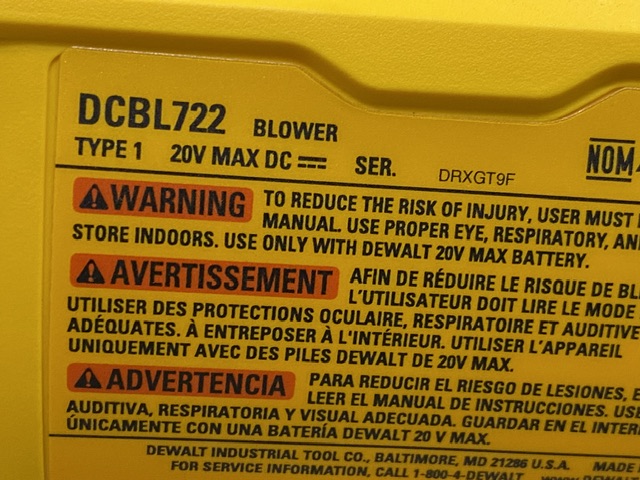 DCBL722 BLOWER
TYPE 1 20V MAX DC SER. DRXGT9F NOM
WARNING TO REDUCE THE RISK OF INJURY, USER MUST
MANUAL. USE PROPER EYE, RESPIRATORY, AN
STORE INDOORS. USE ONLY WITH DEWALT 20V MAX BATTERY.
AVERTISSEMENT AFIN DE RÉDUIRE LE RISQUE DE BL
L'UTILISATEUR DOIT LIRE LE MODE
UTILISER DES PROTECTIONS OCULAIRE, RESPIRATOIRE ET AUDITIVE
ADÉQUATES. À ENTREPOSER À L'INTÉRIEUR. UTILISER L'APPAREIL
UNIQUEMENT AVEC DES PILES DEWALT DE 20V MAX.
ADVERTENCIA PARA REDUCIR EL RIESGO DE LESIONES, E
LEER EL MANUAL DE INSTRUCCIONES. USE
AUDITIVA, RESPIRATORIA Y VISUAL ADECUADA. GUARDAR EN EL INTER
ÚNICAMENTE CON UNA BATERÍA DEWALT 20 V MAX.
DEWALT INDUSTRIAL TOOL CO., BALTIMORE, MD 21286 U.S.A. MADE
FOR SERVICE INFORMATION, CALL 1-800-4-DEWALT